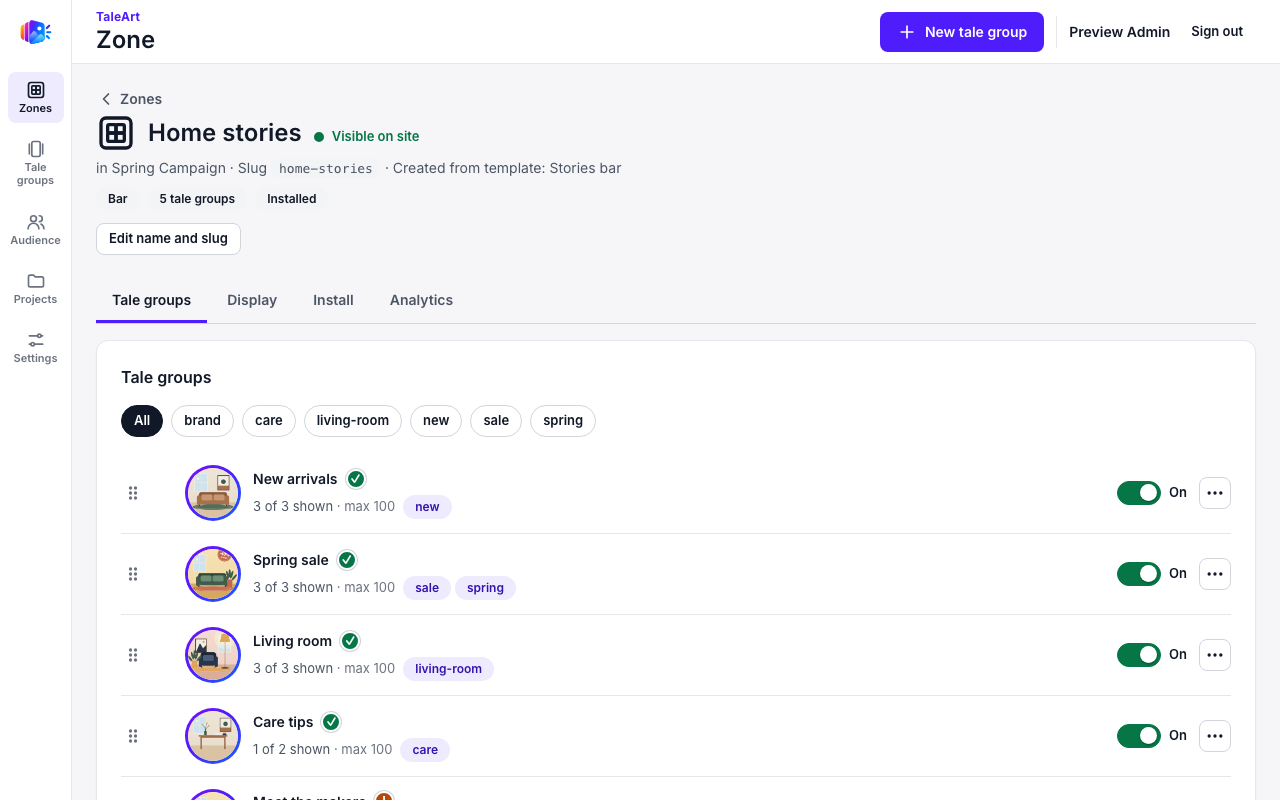 TaleArt
Zone
New tale group
Preview Admin
Sign out
Zones
Tale
groups
Audience
Projects
Settings
Zones
Home stories
Visible on site
in Spring Campaign · Slug home-stories · Created from template: Stories bar
Bar
5 tale groups
Installed
Edit name and slug
Tale groups
Display
Install
Analytics
Tale groups
All
brand
care
living-room
new
sale
spring
New arrivals
3 of 3 shown · max 100 new
On
Spring sale
3 of 3 shown · max 100 sale spring
On
Living room
3 of 3 shown · max 100 living-room
On
Care tips
1 of 2 shown · max 100 care
On
Meet the makers